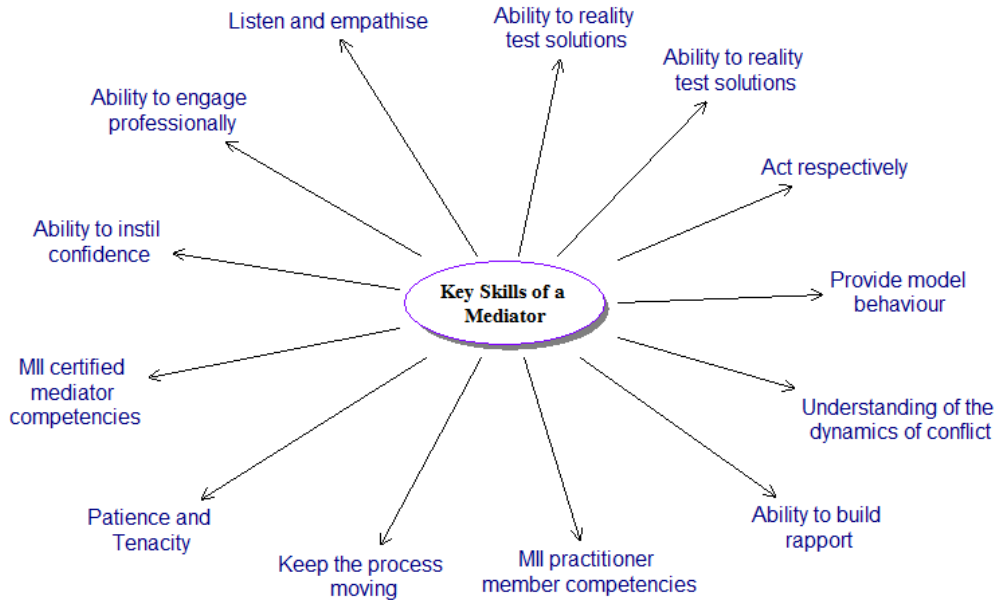 Listen and empathise
Ability to reality
test solutions
Ability to reality
test solutions
Ability to engage
professionally
Act respectively
Ability to instil
confidence
Key Skills of a
Mediator
Provide model
behaviour
MII certified
mediator
competencies
Understanding of the
dynamics of conflict
Patience and
Tenacity
Keep the process
moving
MII practitioner
member competencies
Ability to build
rapport